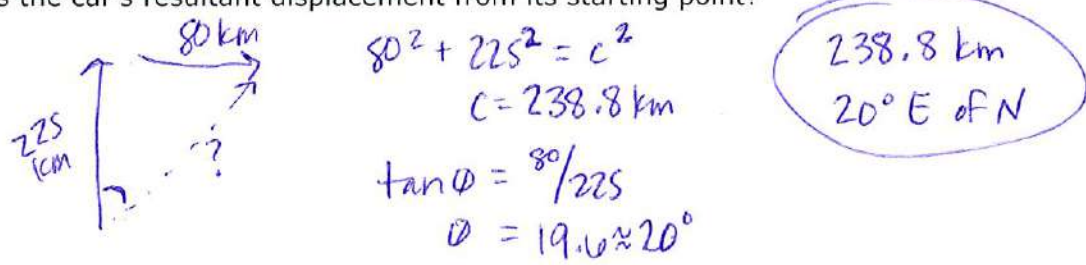 s the car's resultant displacement from its starting point?
80 km
225 km
?
80² + 225² = c²
c = 238.8 km
tan θ = 80/225
θ = 19.6 ≈ 20°
238.8 km
20° E of N